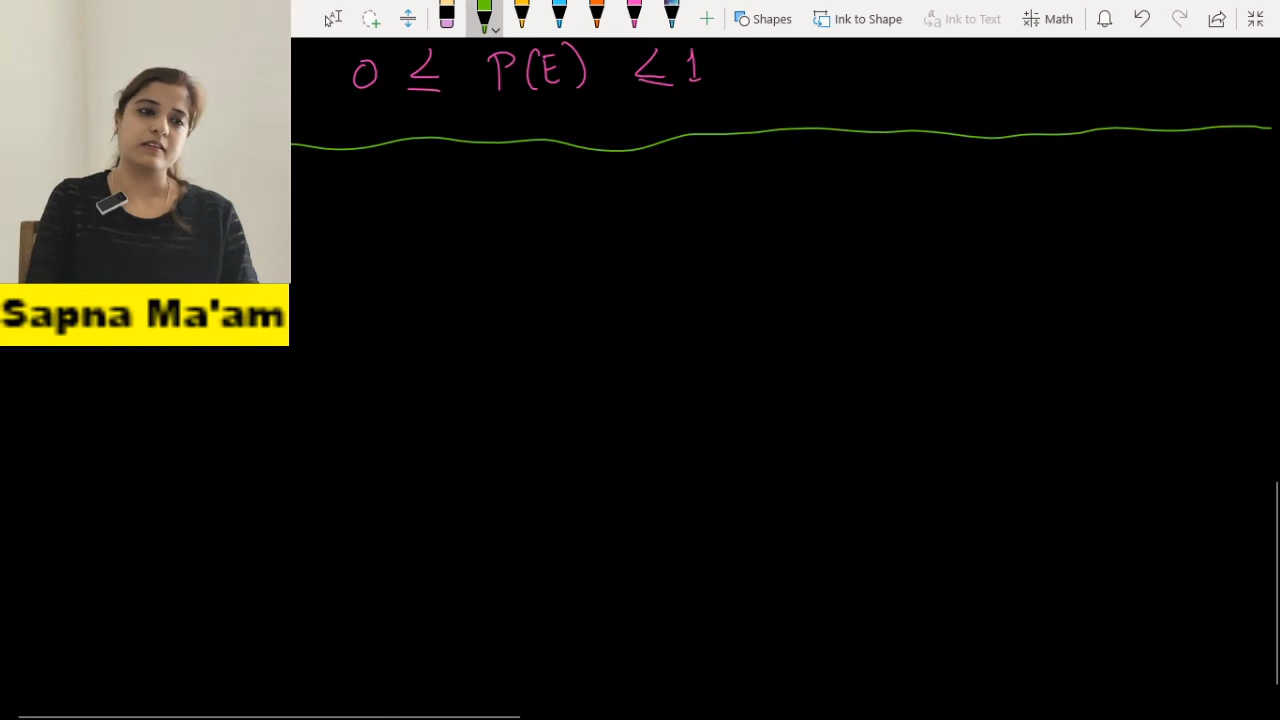 Shapes Ink to Shape Ink to Text Math
0 ≤ P(E) ≤ 1
Sapna Ma'am